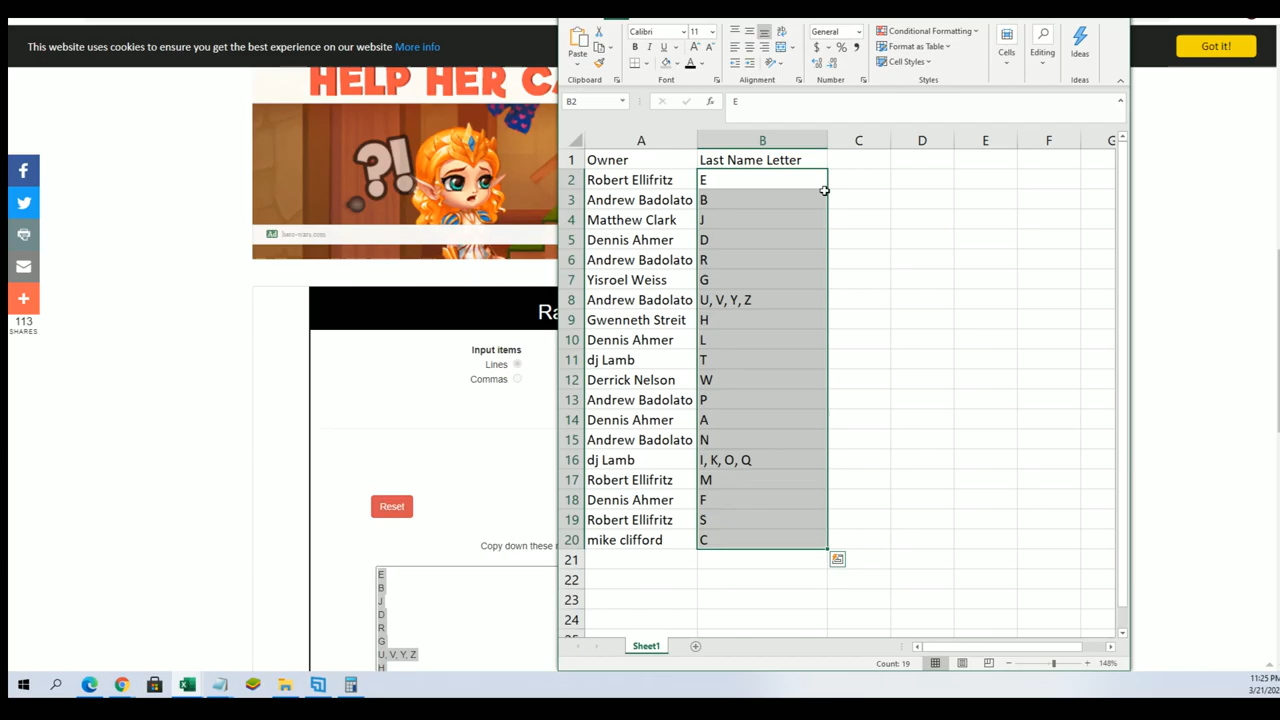 This website uses cookies to ensure you get the best experience on our website More info
Got it!
HELP HER
?!
Ad hero-wars.com
113
SHARES
Input items
Lines
Commas
Reset
Copy down these
E
B
J
D
R
G
U, V, Y, Z
H
Paste
Clipboard
Calibri 11
B I U
Font
Alignment
General
$ % ,
Number
Conditional Formatting
Format as Table
Cell Styles
Styles
Cells
Cells
Editing
Editing
Ideas
Ideas
B2 fx E
A B C D E F G
1 Owner Last Name Letter
2 Robert Ellifritz E
3 Andrew Badolato B
4 Matthew Clark J
5 Dennis Ahmer D
6 Andrew Badolato R
7 Yisroel Weiss G
8 Andrew Badolato U, V, Y, Z
9 Gwenneth Streit H
10 Dennis Ahmer L
11 dj Lamb T
12 Derrick Nelson W
13 Andrew Badolato P
14 Dennis Ahmer A
15 Andrew Badolato N
16 dj Lamb I, K, O, Q
17 Robert Ellifritz M
18 Dennis Ahmer F
19 Robert Ellifritz S
20 mike clifford C
21
22
23
24
Sheet1
Count: 19
148%
11:25
3/21/202